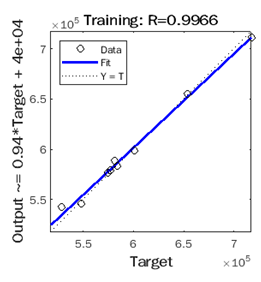 Training: R=0.9966
×10⁵
7
6.5
6
5.5
Output ~= 0.94*Target + 4e+04
Data
Fit
Y = T
5.5
6
6.5
7
Target
×10⁵